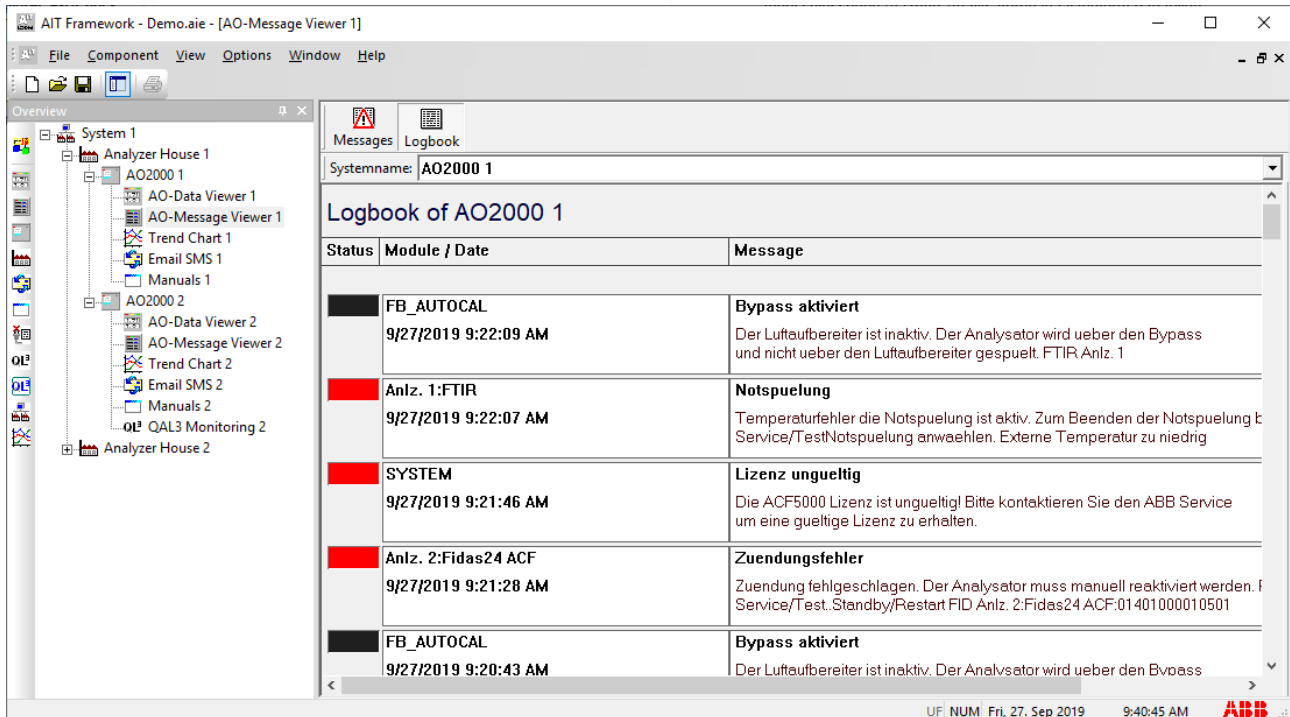 AIT Framework - Demo.aie - [AO-Message Viewer 1]
File Component View Options Window Help
Overview
System 1
Analyzer House 1
AO2000 1
AO-Data Viewer 1
AO-Message Viewer 1
Trend Chart 1
Email SMS 1
Manuals 1
AO2000 2
AO-Data Viewer 2
AO-Message Viewer 2
Trend Chart 2
Email SMS 2
Manuals 2
QL³ QAL3 Monitoring 2
Analyzer House 2
QL³
QL³
Messages Logbook
Systemname: AO2000 1
Logbook of AO2000 1
Status Module / Date Message
FB_AUTOCAL Bypass aktiviert
9/27/2019 9:22:09 AM Der Luftaufbereiter ist inaktiv. Der Analysator wird ueber den Bypass
und nicht ueber den Luftaufbereiter gespuelt. FTIR Anlz. 1
Anlz. 1:FTIR Notspuelung
9/27/2019 9:22:07 AM Temperaturfehler die Notspuelung ist aktiv. Zum Beenden der Notspuelung
Service/TestNotspuelung anwaehlen. Externe Temperatur zu niedrig
SYSTEM Lizenz ungueltig
9/27/2019 9:21:46 AM Die ACF5000 Lizenz ist ungueltig! Bitte kontaktieren Sie den ABB Service
um eine gueltige Lizenz zu erhalten.
Anlz. 2:Fidas24 ACF Zuendungsfehler
9/27/2019 9:21:28 AM Zuendung fehlgeschlagen. Der Analysator muss manuell reaktiviert werden.
Service/Test..Standby/Restart FID Anlz. 2:Fidas24 ACF:01401000010501
FB_AUTOCAL Bypass aktiviert
9/27/2019 9:20:43 AM Der Luftaufbereiter ist inaktiv. Der Analysator wird ueber den Bypass
UF NUM Fri, 27. Sep 2019 9:40:45 AM ABB